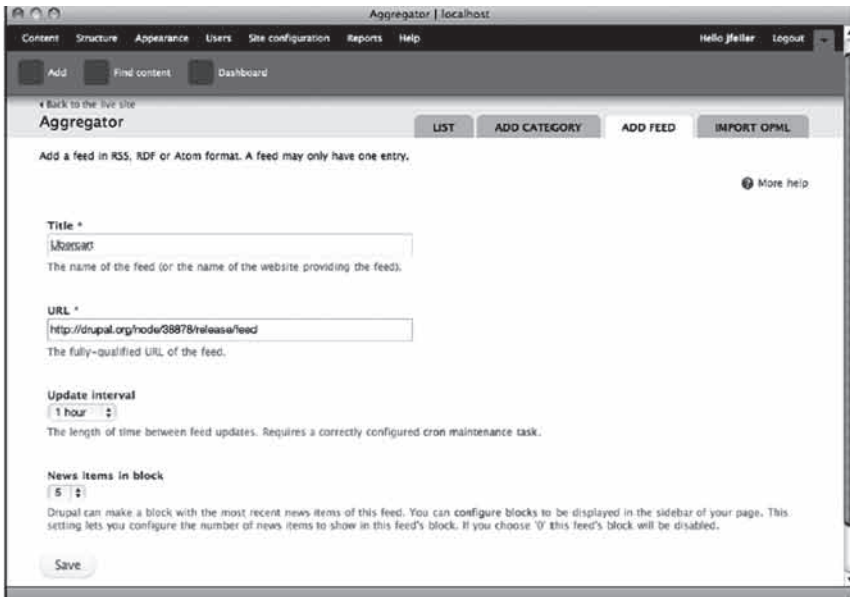 Aggregator | localhost
Content Structure Appearance Users Site configuration Reports Help Hello jfeiler Logout
Add Find content Dashboard
Back to the live site
Aggregator
LIST ADD CATEGORY ADD FEED IMPORT OPML
Add a feed in RSS, RDF or Atom format. A feed may only have one entry.
? More help
Title *
Ubercart
The name of the feed (or the name of the website providing the feed).
URL *
http://drupal.org/node/38878/release/feed
The fully-qualified URL of the feed.
Update interval
1 hour
The length of time between feed updates. Requires a correctly configured cron maintenance task.
News items in block
5
Drupal can make a block with the most recent news items of this feed. You can configure blocks to be displayed in the sidebar of your page. This
setting lets you configure the number of news items to show in this feed's block. If you choose '0' this feed's block will be disabled.
Save